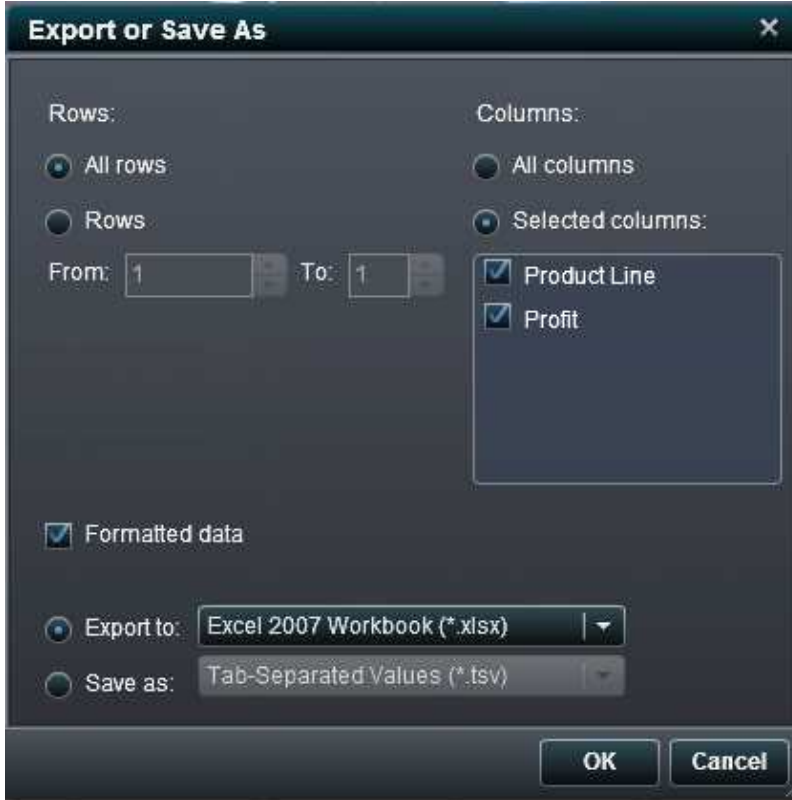 Export or Save As
Rows:
All rows
Rows
From: 1 To: 1
Columns:
All columns
Selected columns:
Product Line
Profit
Formatted data
Export to: Excel 2007 Workbook (*.xlsx)
Save as: Tab-Separated Values (*.tsv)
OK Cancel